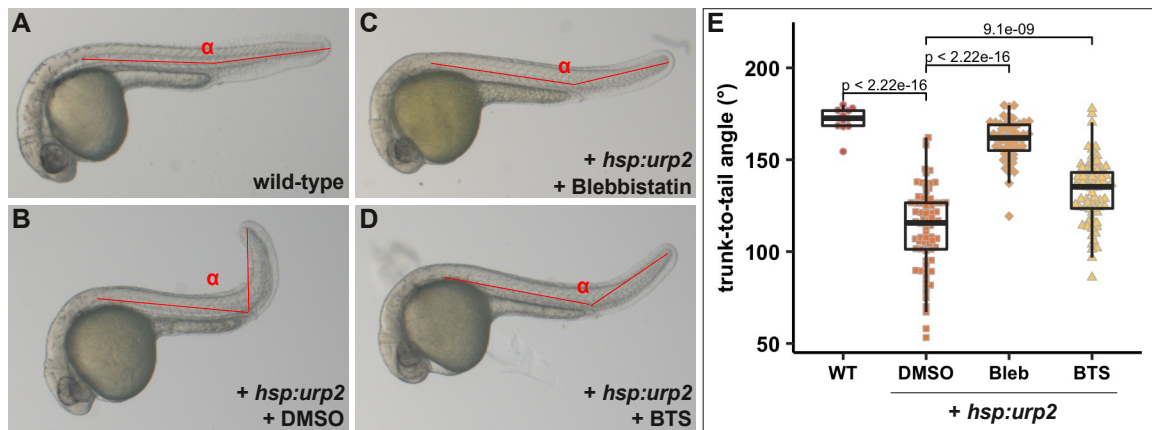 A
α
wild-type
B
α
+ hsp:urp2
+ DMSO
C
α
+ hsp:urp2
+ Blebbistatin
D
α
+ hsp:urp2
+ BTS
E
trunk-to-tail angle (°)
200
150
100
50
9.1e-09
p < 2.22e-16
p < 2.22e-16
WT DMSO Bleb BTS
+ hsp:urp2